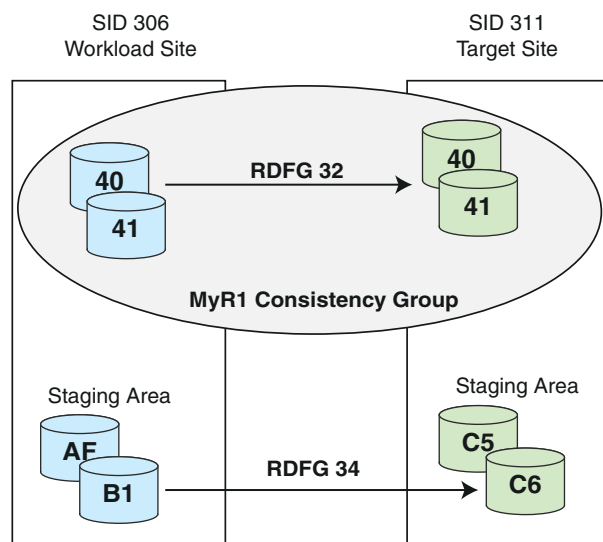 SID 306
Workload Site
SID 311
Target Site
40
41
RDFG 32
40
41
MyR1 Consistency Group
Staging Area
AF
B1
RDFG 34
Staging Area
C5
C6